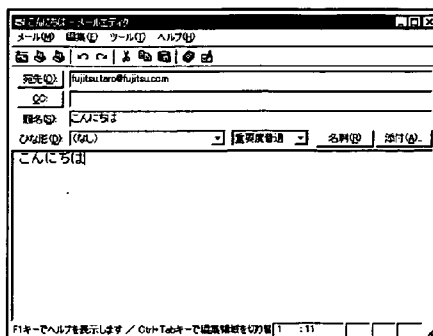 こんにちは - メールエディタ
メール(M) 編集(E) ツール(T) ヘルプ(H)
宛先(O): fujitsu.taro@fujitsu.com
CC:
題名(S): こんにちは
ひな形(D): (なし) 重要度普通 名刺(R) 添付(A)...
こんにちは
F1キーでヘルプを表示します / Ctrl+Tabキーで編集領域を切り替 1 : 11